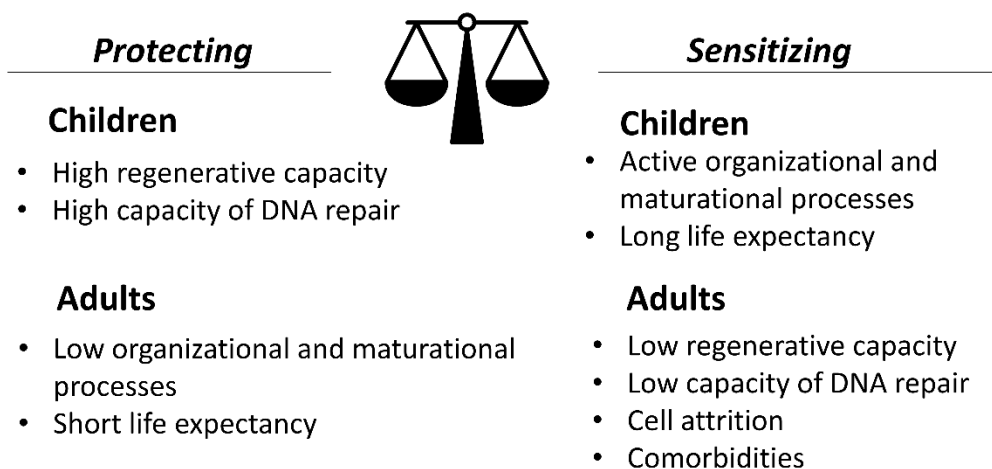 Protecting
Children
• High regenerative capacity
• High capacity of DNA repair
Adults
• Low organizational and maturational
processes
• Short life expectancy
Sensitizing
Children
• Active organizational and
maturational processes
• Long life expectancy
Adults
• Low regenerative capacity
• Low capacity of DNA repair
• Cell attrition
• Comorbidities